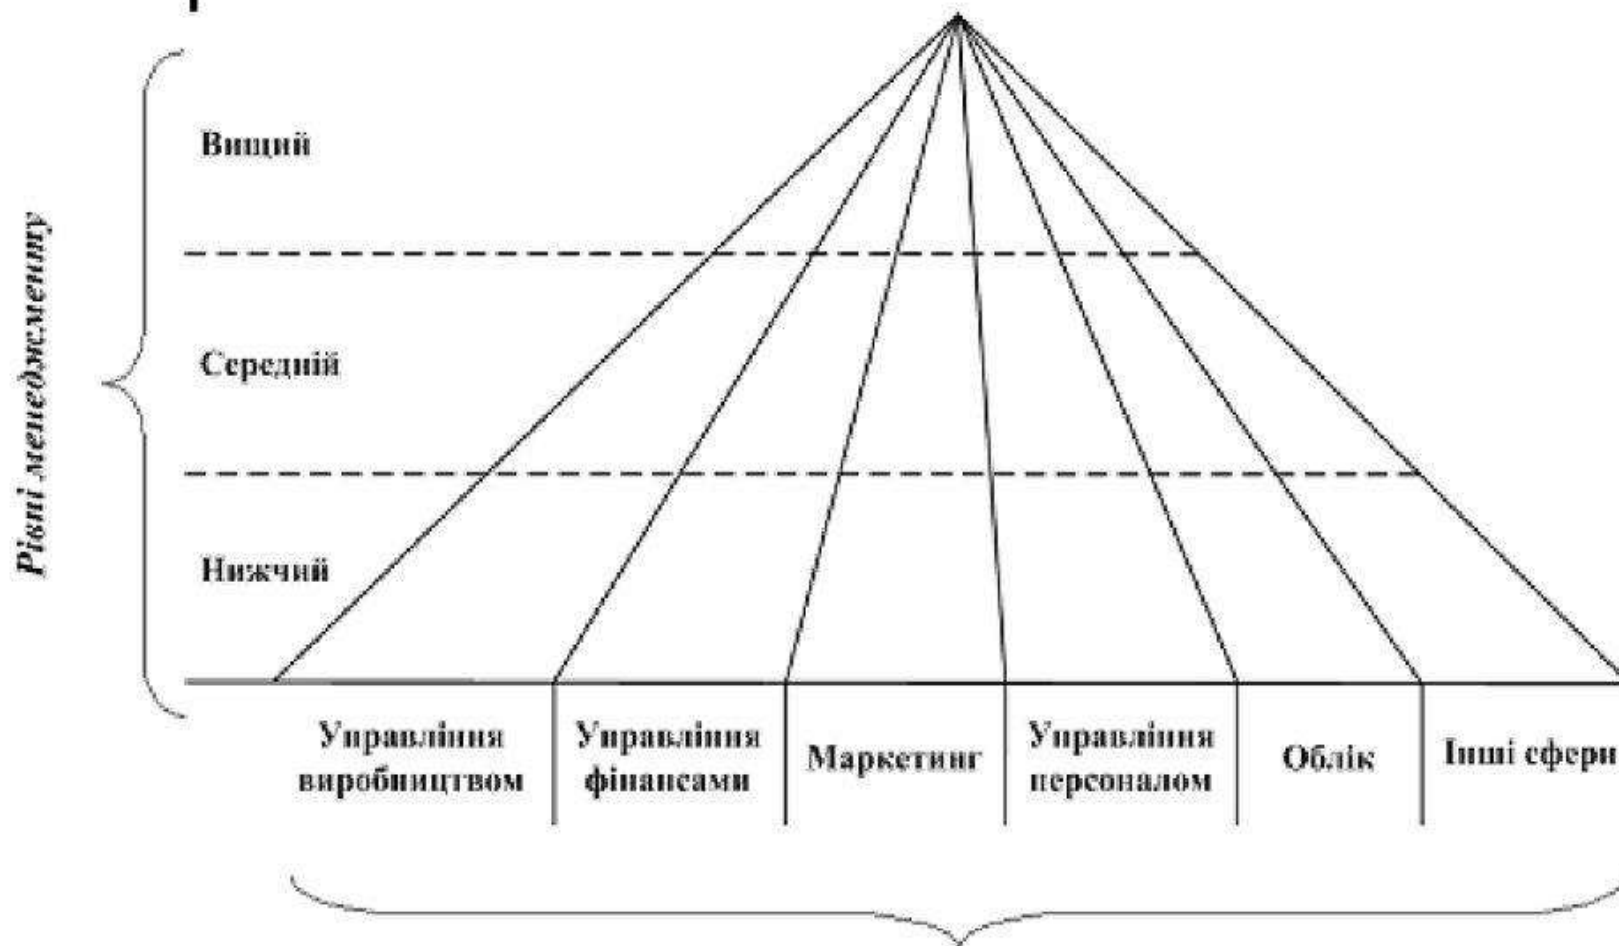 Рівні менеджменту
Вищий
Середній
Нижчий
Управління
виробництвом
Управління
фінансами
Маркетинг
Управління
персоналом
Облік
Інші сфери